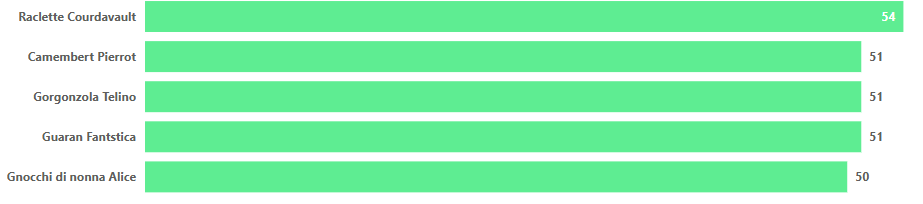 Raclette Courdavault 54
Camembert Pierrot 51
Gorgonzola Telino 51
Guaran Fantstica 51
Gnocchi di nonna Alice 50